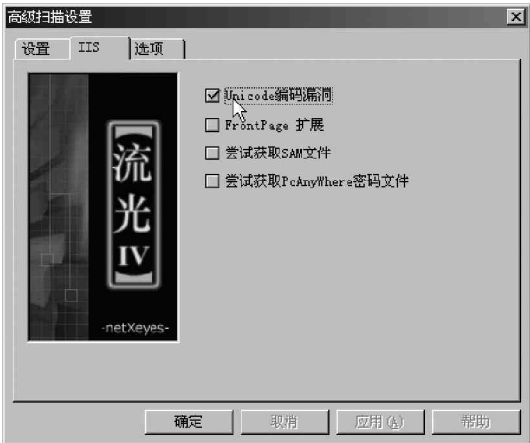 高级扫描设置
设置 IIS 选项
Unicode编码漏洞
FrontPage 扩展
尝试获取SAM文件
尝试获取PcAnyWhere密码文件
流光
IV
-netXeyes-
确定 取消 应用(A) 帮助